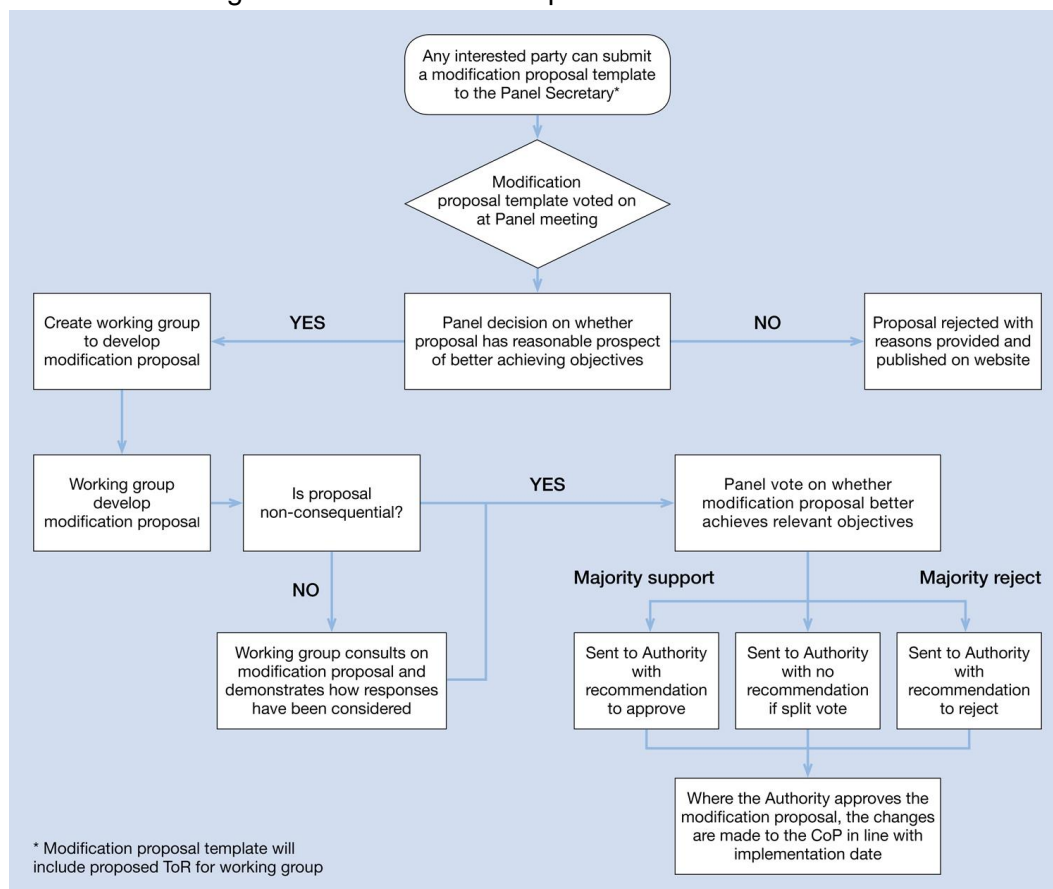 Any interested party can submit
a modification proposal template
to the Panel Secretary*
Modification
proposal template voted on
at Panel meeting
Create working group
to develop
modification proposal
YES
Panel decision on whether
proposal has reasonable prospect
of better achieving objectives
NO
Proposal rejected with
reasons provided and
published on website
Working group
develop
modification proposal
Is proposal
non-consequential?
YES
Panel vote on whether
modification proposal better
achieves relevant objectives
NO
Majority support
Majority reject
Working group consults on
modification proposal and
demonstrates how responses
have been considered
Sent to Authority
with
recommendation
to approve
Sent to Authority
with no
recommendation
if split vote
Sent to Authority
with
recommendation
to reject
Where the Authority approves the
modification proposal, the changes
are made to the CoP in line with
implementation date
* Modification proposal template will
include proposed ToR for working group